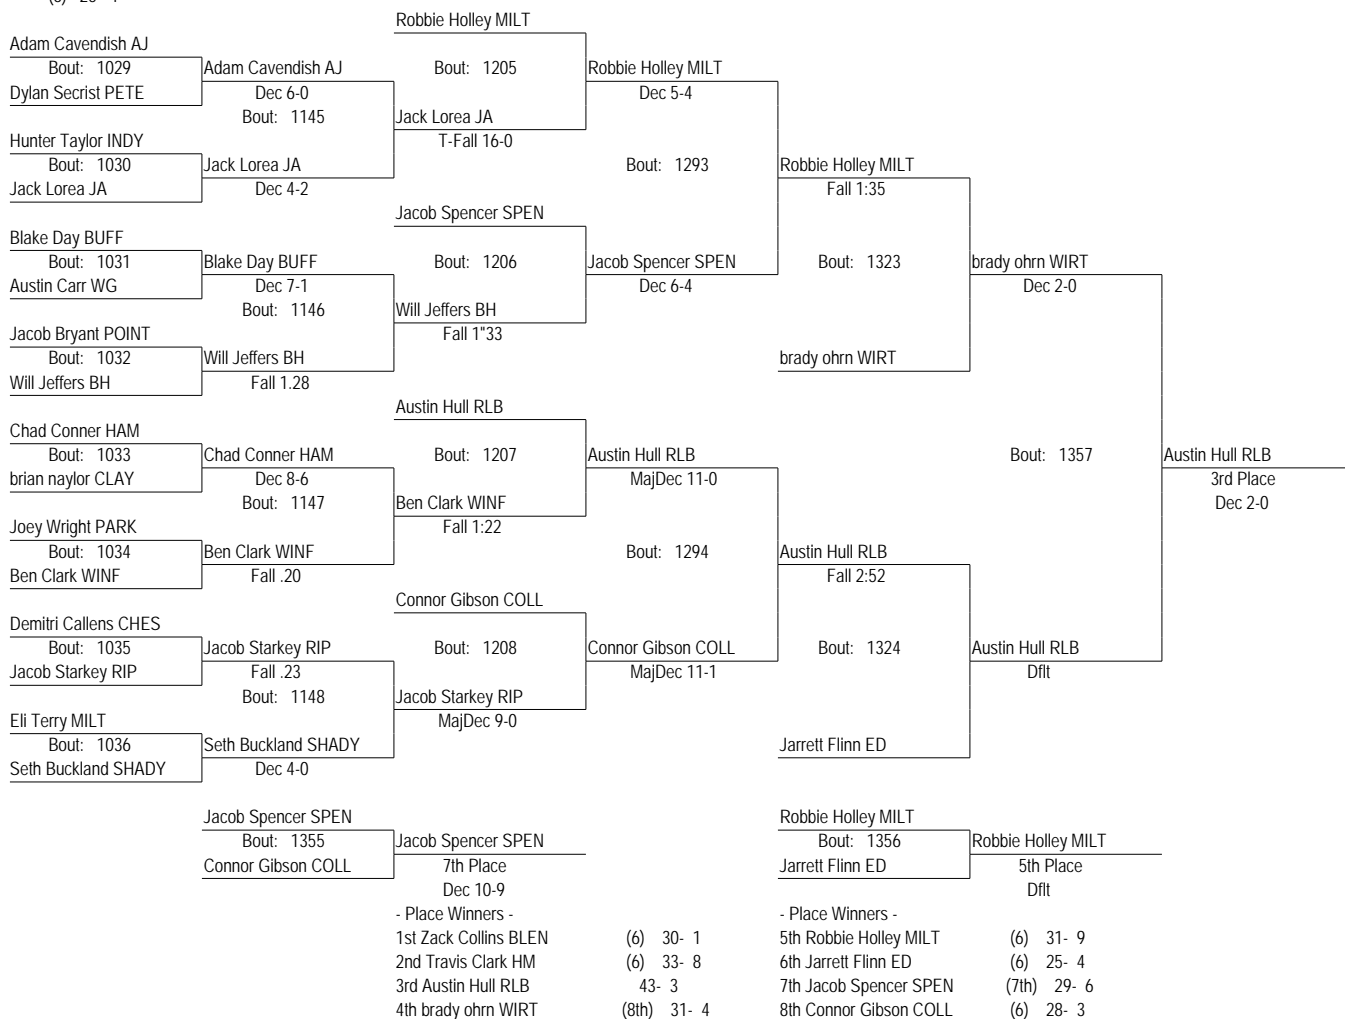 Robbie Holley MILT
Adam Cavendish AJ
Bout: 1029 Adam Cavendish AJ Bout: 1205 Robbie Holley MILT
Dylan Secrist PETE Dec 6-0 Dec 5-4
Bout: 1145 Jack Lorea JA
Hunter Taylor INDY T-Fall 16-0
Bout: 1030 Jack Lorea JA Bout: 1293 Robbie Holley MILT
Jack Lorea JA Dec 4-2 Fall 1:35
Jacob Spencer SPEN
Blake Day BUFF
Bout: 1031 Blake Day BUFF Bout: 1206 Jacob Spencer SPEN Bout: 1323 brady ohrn WIRT
Austin Carr WG Dec 7-1 Dec 6-4 Dec 2-0
Bout: 1146 Will Jeffers BH
Jacob Bryant POINT Fall 1"33
Bout: 1032 Will Jeffers BH brady ohrn WIRT
Will Jeffers BH Fall 1.28
Austin Hull RLB
Chad Conner HAM
Bout: 1033 Chad Conner HAM Bout: 1207 Austin Hull RLB Bout: 1357 Austin Hull RLB
brian naylor CLAY Dec 8-6 MajDec 11-0 3rd Place
Bout: 1147 Ben Clark WINF Dec 2-0
Joey Wright PARK Fall 1:22
Bout: 1034 Ben Clark WINF Bout: 1294 Austin Hull RLB
Ben Clark WINF Fall .20 Fall 2:52
Connor Gibson COLL
Demitri Callens CHES
Bout: 1035 Jacob Starkey RIP Bout: 1208 Connor Gibson COLL Bout: 1324 Austin Hull RLB
Jacob Starkey RIP Fall .23 MajDec 11-1 Dflt
Bout: 1148 Jacob Starkey RIP
Eli Terry MILT MajDec 9-0
Bout: 1036 Seth Buckland SHADY Jarrett Flinn ED
Seth Buckland SHADY Dec 4-0
Jacob Spencer SPEN Robbie Holley MILT
Bout: 1355 Jacob Spencer SPEN Bout: 1356 Robbie Holley MILT
Connor Gibson COLL 7th Place Jarrett Flinn ED 5th Place
Dec 10-9 Dflt
- Place Winners - - Place Winners -
1st Zack Collins BLEN (6) 30- 1 5th Robbie Holley MILT (6) 31- 9
2nd Travis Clark HM (6) 33- 8 6th Jarrett Flinn ED (6) 25- 4
3rd Austin Hull RLB 43- 3 7th Jacob Spencer SPEN (7th) 29- 6
4th brady ohrn WIRT (8th) 31- 4 8th Connor Gibson COLL (6) 28- 3